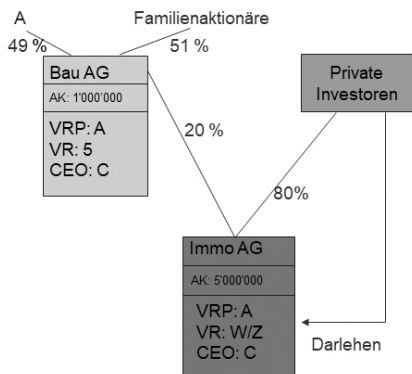 A
Familienaktionäre
49 %
51 %
Bau AG
AK: 1'000'000
VRP: A
VR: 5
CEO: C
20 %
Private
Investoren
80%
Immo AG
AK: 5'000'000
VRP: A
VR: W/Z
CEO: C
Darlehen